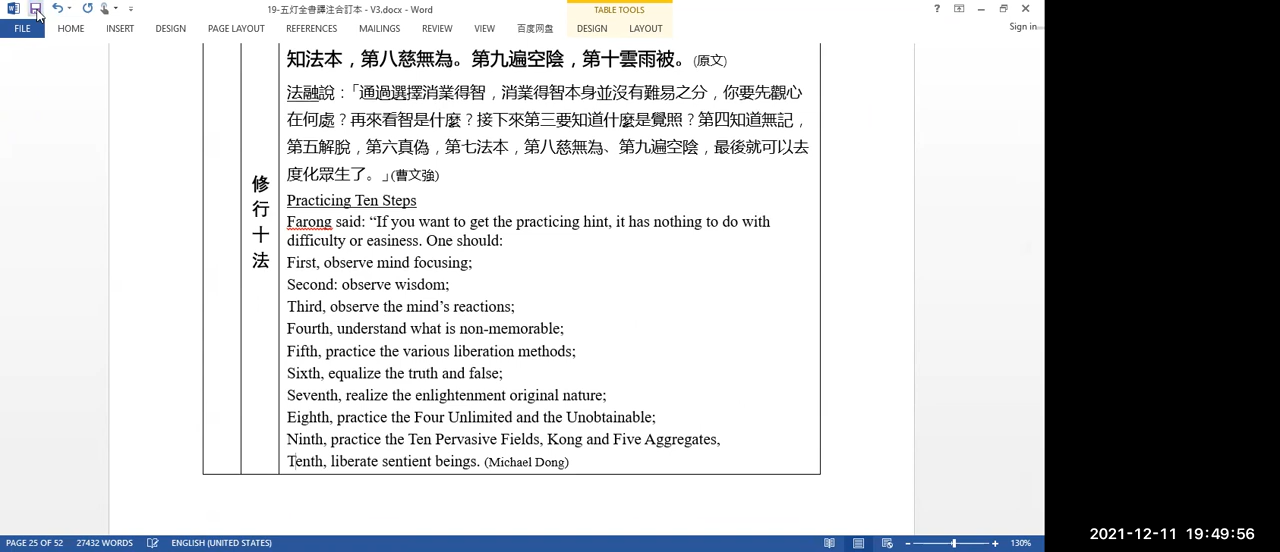 19-五灯全書譯注合訂本 - V3.docx - Word
TABLE TOOLS
FILE HOME INSERT DESIGN PAGE LAYOUT REFERENCES MAILINGS REVIEW VIEW 百度网盘 DESIGN LAYOUT Sign in
知法本，第八慈無為。第九遍空陰，第十雲雨被。(原文)
法融說：「通過選擇消業得智，消業得智本身並沒有難易之分，你要先觀心
在何處？再來看智是什麼？接下來第三要知道什麼是覺照？第四知道無記，
第五解脫，第六真偽，第七法本，第八慈無為、第九遍空陰，最後就可以去
度化眾生了。」(曹文強)
修行十法
Practicing Ten Steps
Farong said: “If you want to get the practicing hint, it has nothing to do with
difficulty or easiness. One should:
First, observe mind focusing;
Second: observe wisdom;
Third, observe the mind’s reactions;
Fourth, understand what is non-memorable;
Fifth, practice the various liberation methods;
Sixth, equalize the truth and false;
Seventh, realize the enlightenment original nature;
Eighth, practice the Four Unlimited and the Unobtainable;
Ninth, practice the Ten Pervasive Fields, Kong and Five Aggregates,
Tenth, liberate sentient beings. (Michael Dong)
2021-12-11 19:49:56
PAGE 25 OF 52 27432 WORDS ENGLISH (UNITED STATES) 130%